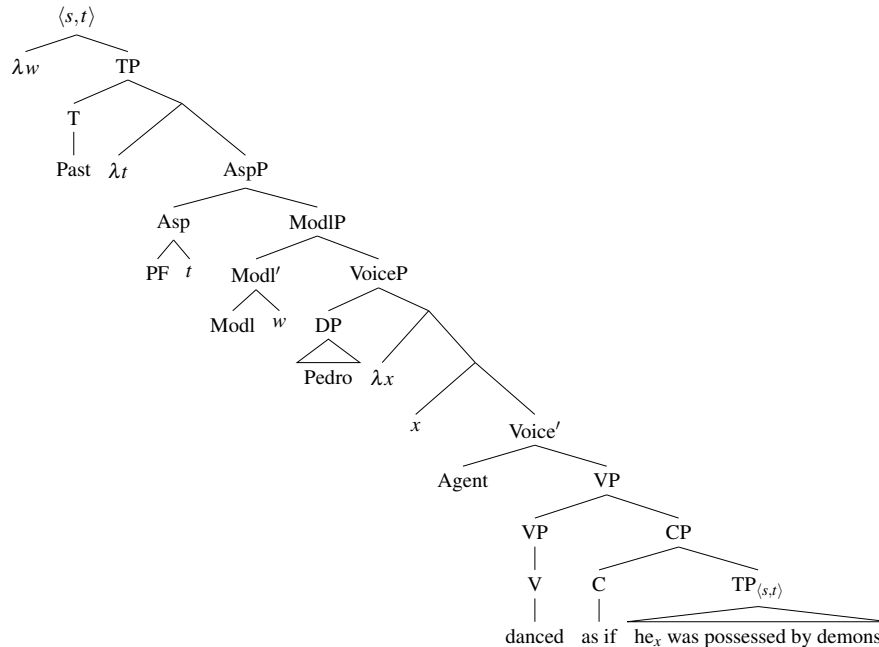 ⟨s, t⟩
λw TP
T
Past λt AspP
Asp ModlP
PF t Modl′ VoiceP
Modl w DP
Pedro λx
x Voice′
Agent VP
VP CP
V C TP⟨s,t⟩
danced as if heₓ was possessed by demons